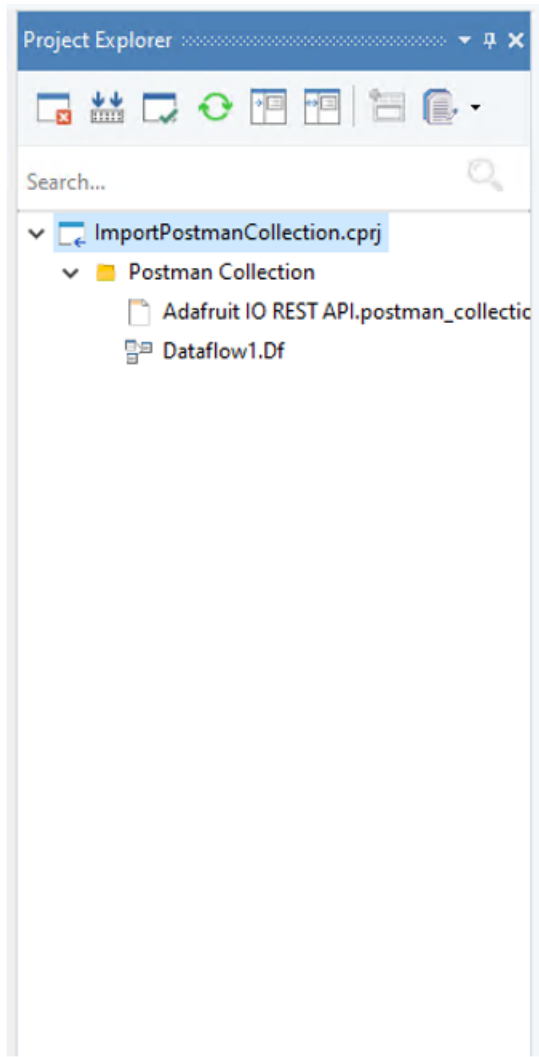 Project Explorer
Search...
ImportPostmanCollection.cprj
Postman Collection
Adafruit IO REST API.postman_collectic
Dataflow1.Df